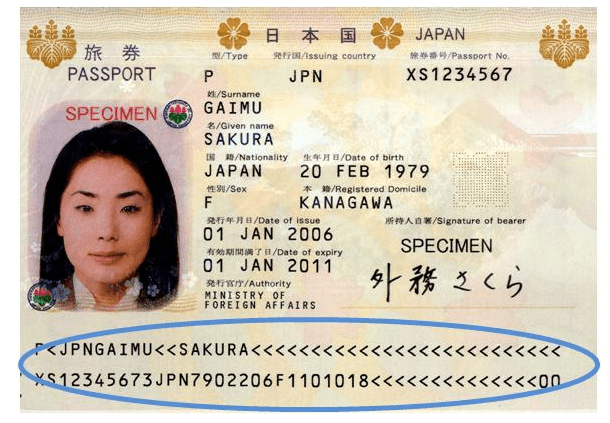 日本国 JAPAN
旅券 型/Type 発行国/Issuing country 旅券番号/Passport No.
PASSPORT P JPN XS1234567
姓/Surname
SPECIMEN GAIMU
名/Given name
SAKURA
国 籍/Nationality 生年月日/Date of birth
JAPAN 20 FEB 1979
性別/Sex 本 籍/Registered Domicile
F KANAGAWA
発行年月日/Date of issue 所持人自署/Signature of bearer
01 JAN 2006 SPECIMEN
有効期間満了日/Date of expiry
01 JAN 2011 外務さくら
発行官庁/Authority
MINISTRY OF
FOREIGN AFFAIRS
P<JPNGAIMU<<SAKURA<<<<<<<<<<<<<<<<<<<<<<<<<<
XS12345673JPN7902206F1101018<<<<<<<<<<<<<<00